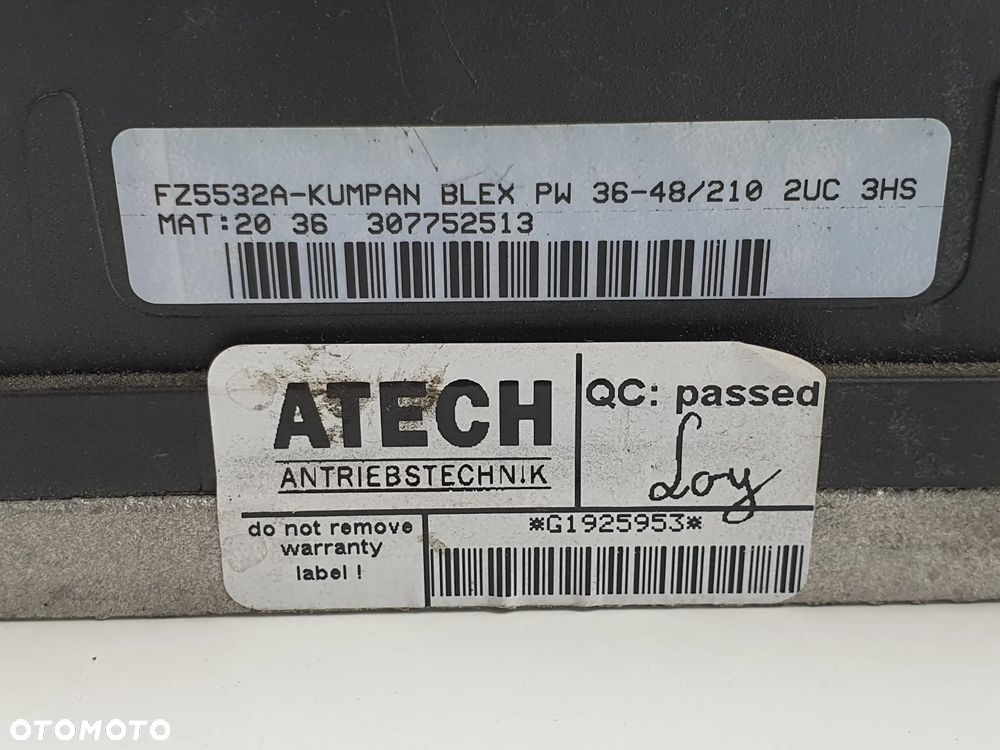 FZ5532A-KUMPAN BLEX PW 36-48/210 2UC 3HS
MAT:20 36 307752513
ATECH
ANTRIEBSTECHNIK
QC: passed
Loy
do not remove
warranty
label !
*G1925953*
OTOMOTO